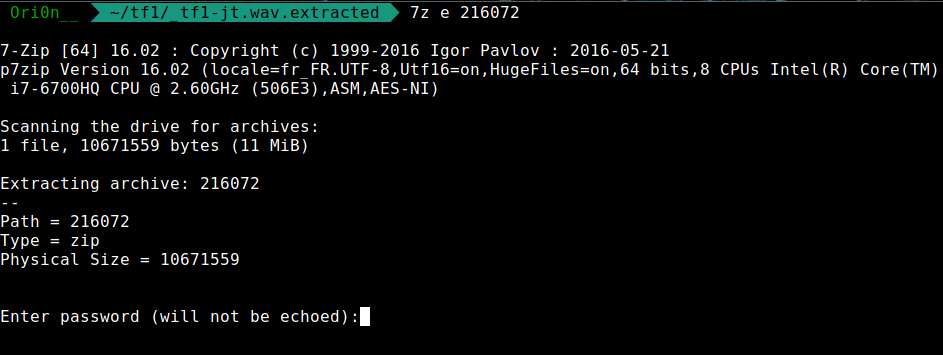 Ori0n__ ~/tf1/_tf1-jt.wav.extracted 7z e 216072
7-Zip [64] 16.02 : Copyright (c) 1999-2016 Igor Pavlov : 2016-05-21
p7zip Version 16.02 (locale=fr_FR.UTF-8,Utf16=on,HugeFiles=on,64 bits,8 CPUs Intel(R) Core(TM)
i7-6700HQ CPU @ 2.60GHz (506E3),ASM,AES-NI)
Scanning the drive for archives:
1 file, 10671559 bytes (11 MiB)
Extracting archive: 216072
--
Path = 216072
Type = zip
Physical Size = 10671559
Enter password (will not be echoed):